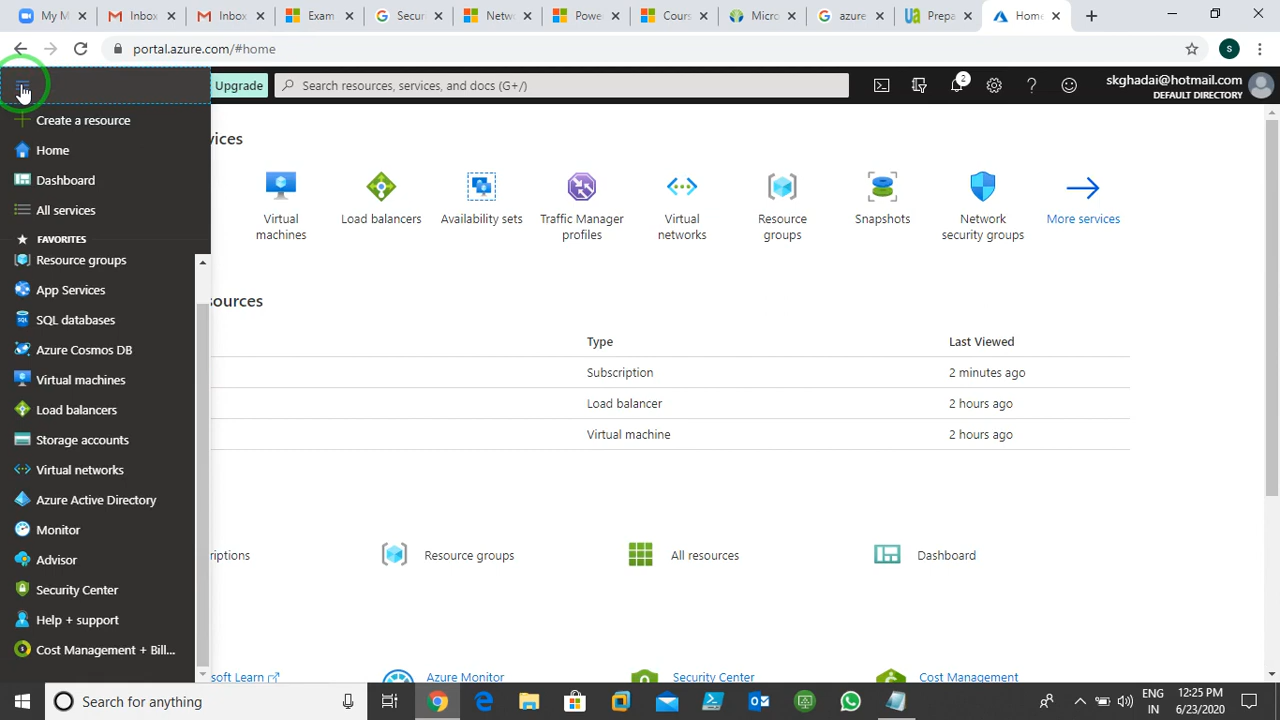 My M
Inbox
Inbox
Exam
Secur
Netw
Powe
Cours
Micro
azure
Prepa
Home
portal.azure.com/#home
S
Upgrade
Search resources, services, and docs (G+/)
2
skghadai@hotmail.com
DEFAULT DIRECTORY
Create a resource
Home
Dashboard
All services
FAVORITES
Resource groups
App Services
SQL databases
Azure Cosmos DB
Virtual machines
Load balancers
Storage accounts
Virtual networks
Azure Active Directory
Monitor
Advisor
Security Center
Help + support
Cost Management + Bill...
vices
Virtual machines
Load balancers
Availability sets
Traffic Manager profiles
Virtual networks
Resource groups
Snapshots
Network security groups
More services
sources
Type
Last Viewed
Subscription
2 minutes ago
Load balancer
2 hours ago
Virtual machine
2 hours ago
riptions
Resource groups
All resources
Dashboard
soft Learn
Azure Monitor
Security Center
Cost Management
Search for anything
ENG
IN
12:25 PM
6/23/2020